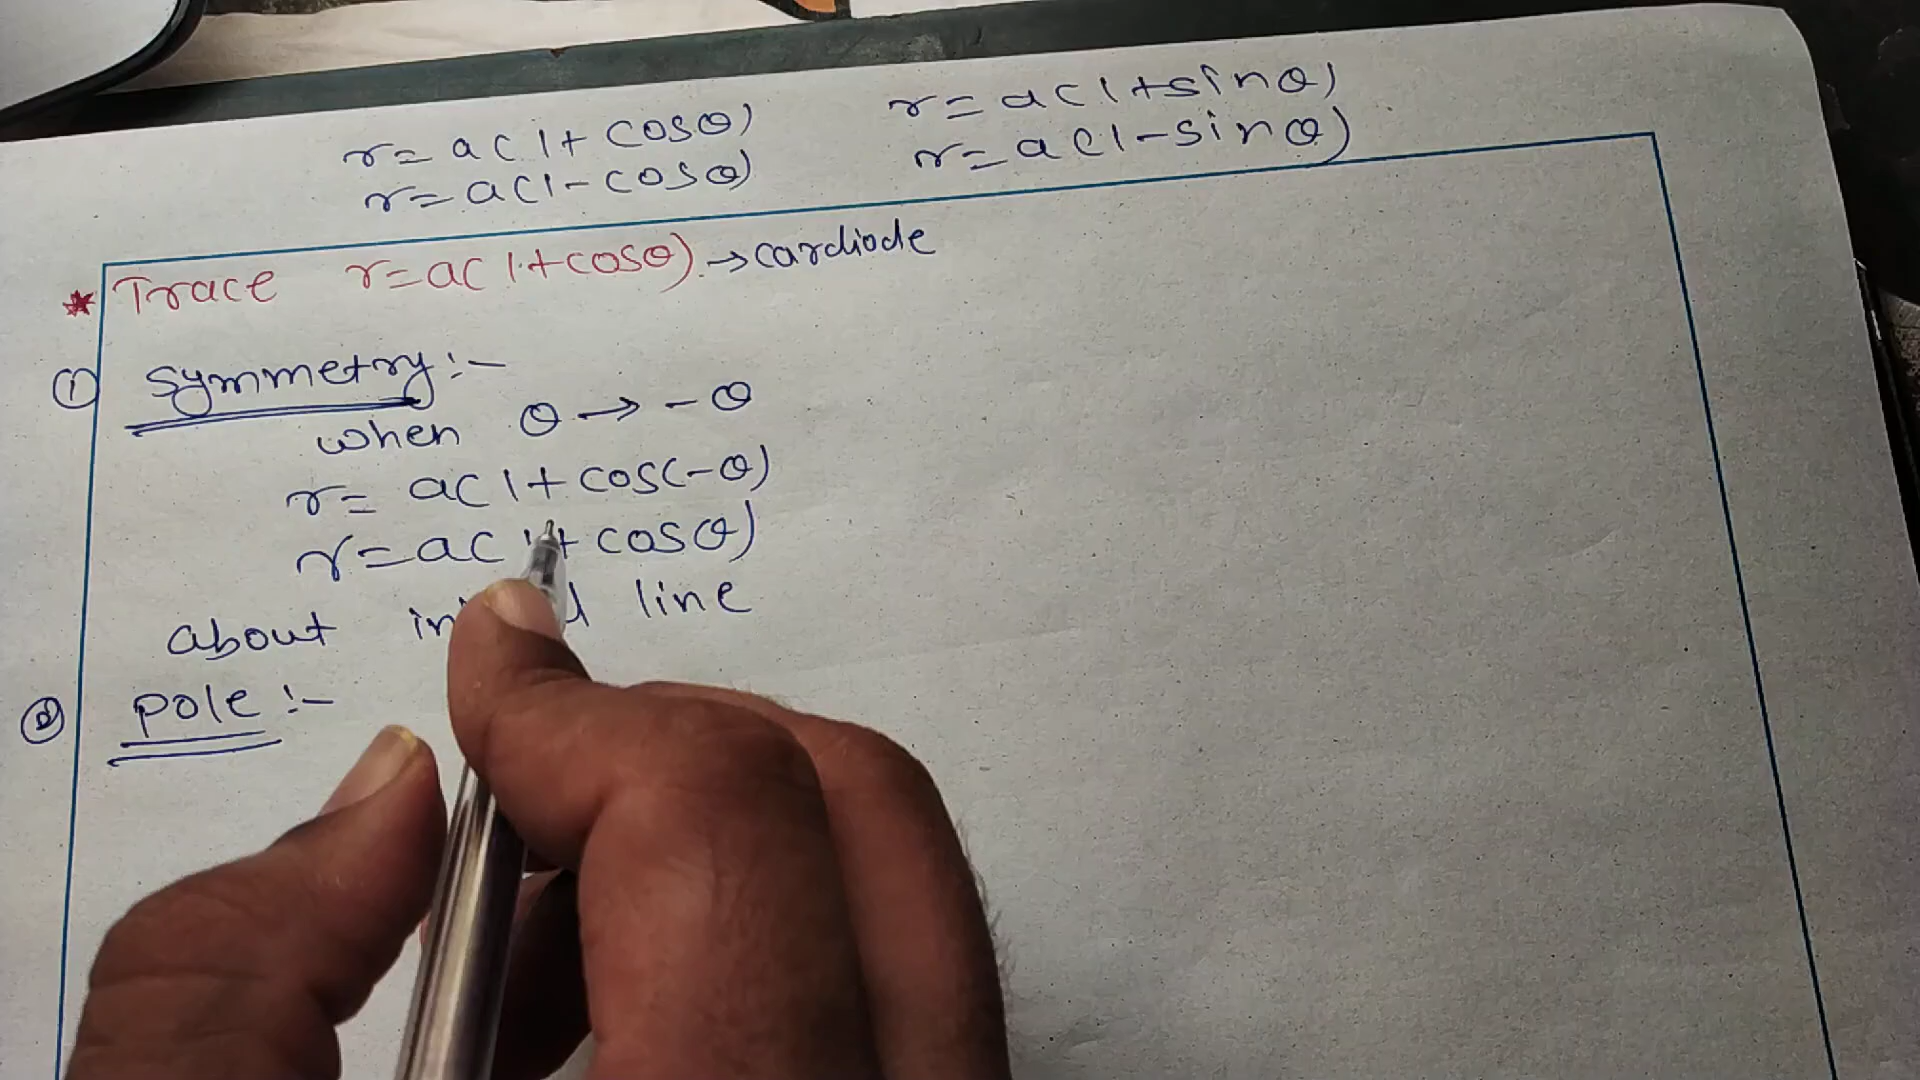 r = a(1 + cosθ)
r = a(1 - cosθ)
r = a(1 + sinθ)
r = a(1 - sinθ)
* Trace r = a(1 + cosθ). → cardiode
① Symmetry :-
when θ → - θ
r = a(1 + cos(-θ)
r = a(1 + cosθ)
about line
② Pole :-